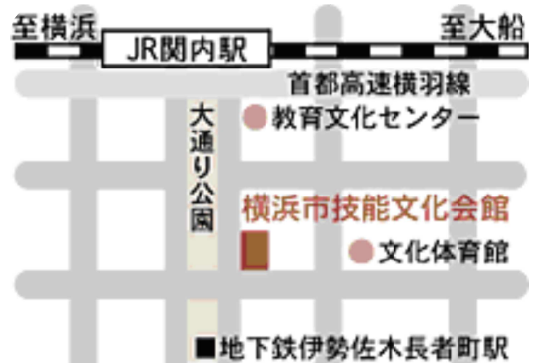 至横浜
至大船
JR関内駅
首都高速横羽線
大通り公園
教育文化センター
横浜市技能文化会館
文化体育館
■地下鉄伊勢佐木長者町駅